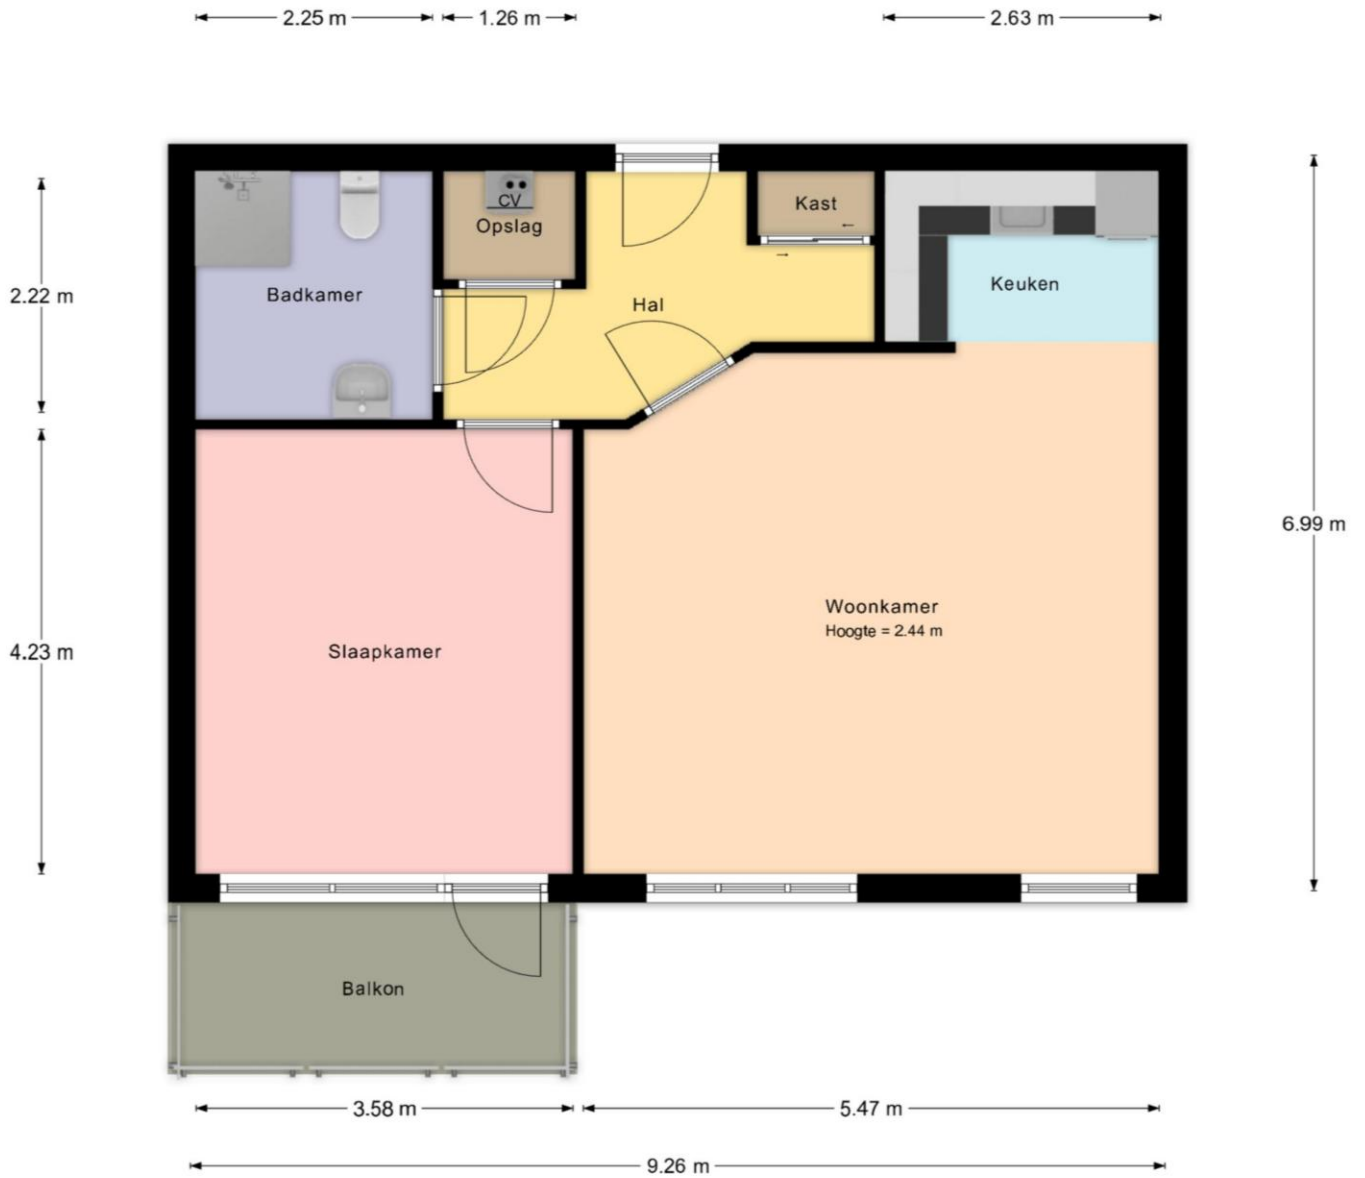 2.25 m
1.26 m
2.63 m
CV
Opslag
Kast
←
→
Badkamer
Hal
Keuken
2.22 m
6.99 m
Woonkamer
Hoogte = 2.44 m
4.23 m
Slaapkamer
Balkon
3.58 m
5.47 m
9.26 m